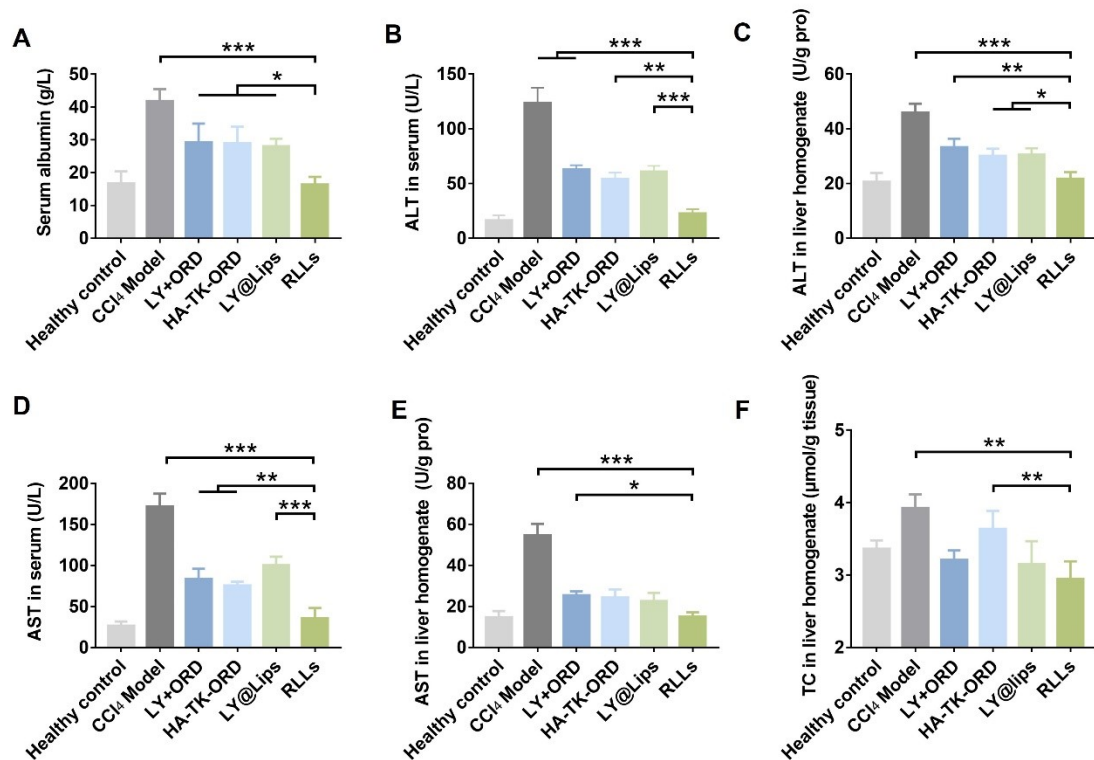 A
Serum albumin (g/L)
50
40
30
20
10
0
***
*
Healthy control
CCl₄ Model
LY+ORD
HA-TK-ORD
LY@Lips
RLLs
B
ALT in serum (U/L)
150
100
50
0
***
**
***
Healthy control
CCl₄ Model
LY+ORD
HA-TK-ORD
LY@Lips
RLLs
C
ALT in liver homogenate (U/g pro)
60
40
20
0
***
**
*
Healthy control
CCl₄ Model
LY+ORD
HA-TK-ORD
LY@Lips
RLLs
D
AST in serum (U/L)
200
150
100
50
0
***
**
***
Healthy control
CCl₄ Model
LY+ORD
HA-TK-ORD
LY@Lips
RLLs
E
AST in liver homogenate (U/g pro)
80
60
40
20
0
***
*
Healthy control
CCl₄ Model
LY+ORD
HA-TK-ORD
LY@Lips
RLLs
F
TC in liver homogenate (μmol/g tissue)
5
4
3
2
**
**
Healthy control
CCl₄ Model
LY+ORD
HA-TK-ORD
LY@lips
RLLs